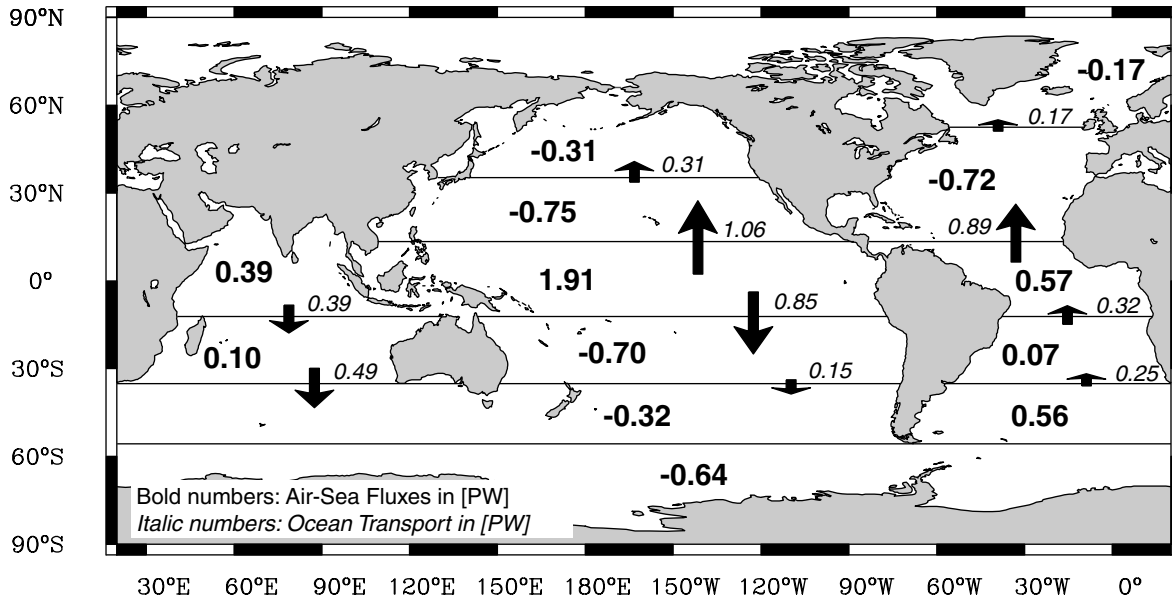 90°N
-0.17
60°N
0.17
-0.31
0.31
-0.72
30°N
-0.75
1.06
0.89
0°
0.39
1.91
0.57
0.39
0.85
0.32
0.10
-0.70
0.07
30°S
0.49
0.15
0.25
-0.32
0.56
60°S
-0.64
Bold numbers: Air-Sea Fluxes in [PW]
Italic numbers: Ocean Transport in [PW]
90°S
30°E 60°E 90°E 120°E 150°E 180°E 150°W 120°W 90°W 60°W 30°W 0°